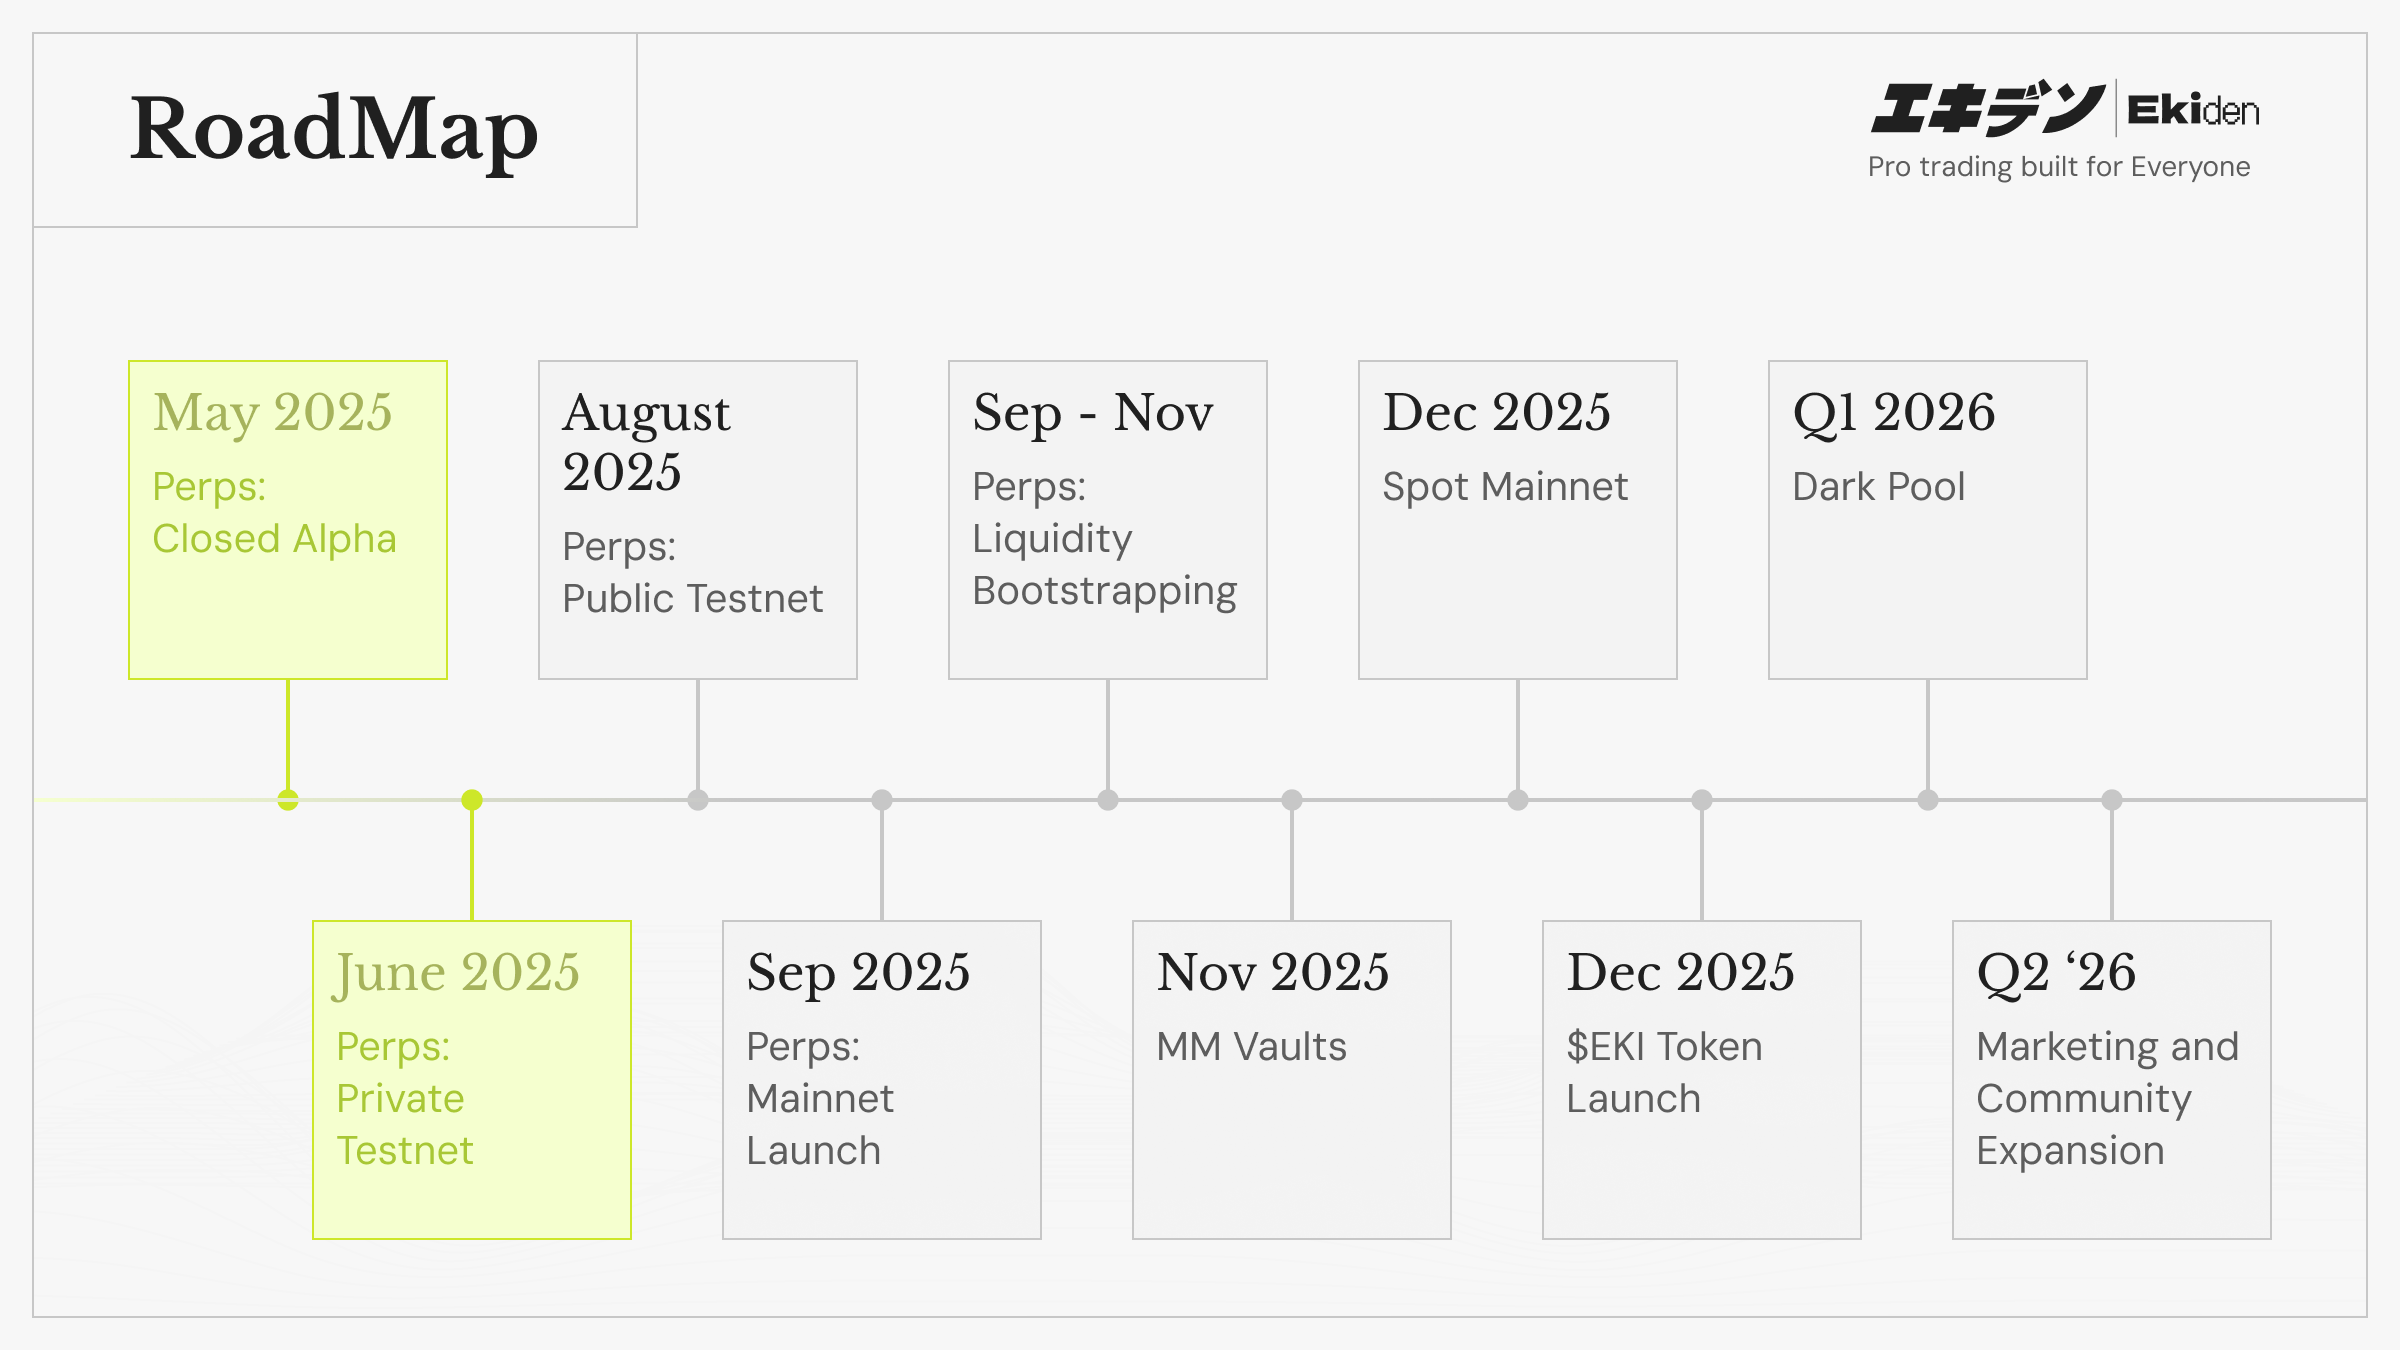 RoadMap
エキデン
Ekiden
Pro trading built for Everyone
May 2025
Perps:
Closed Alpha
June 2025
Perps:
Private
Testnet
August
2025
Perps:
Public Testnet
Sep 2025
Perps:
Mainnet
Launch
Sep - Nov
Perps:
Liquidity
Bootstrapping
Nov 2025
MM Vaults
Dec 2025
Spot Mainnet
Dec 2025
$EKI Token
Launch
Q1 2026
Dark Pool
Q2 ‘26
Marketing and
Community
Expansion